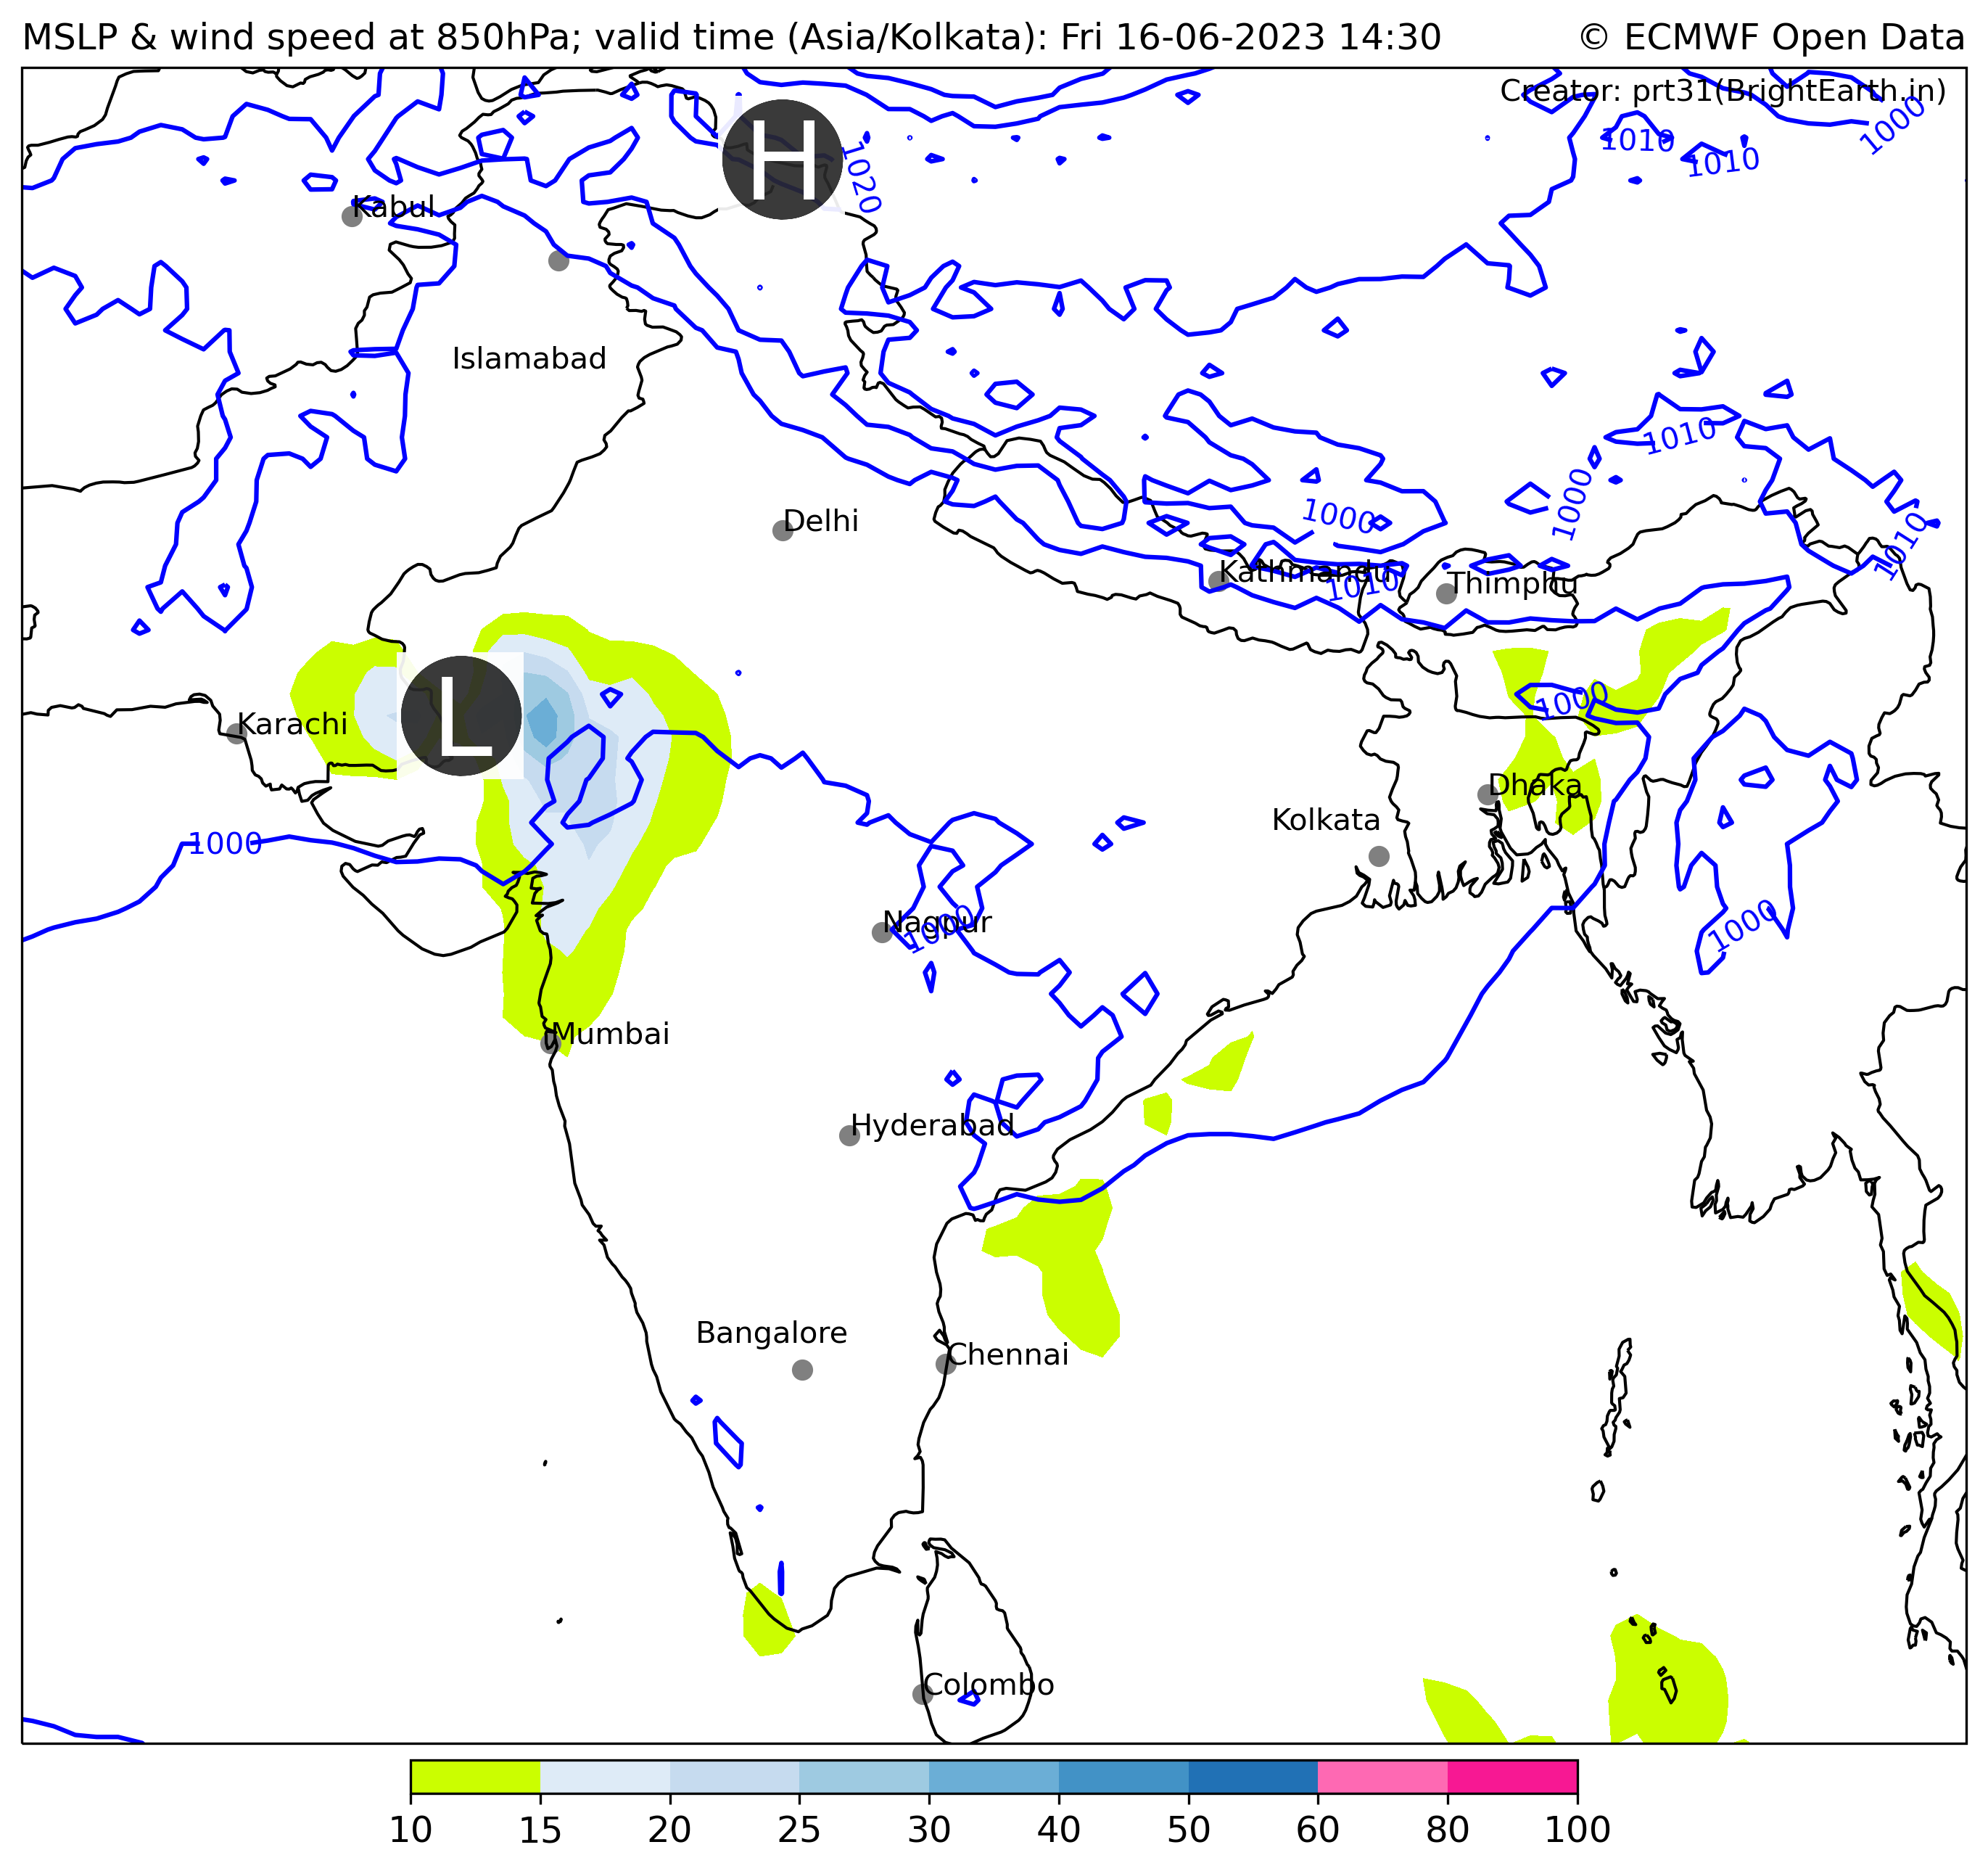 MSLP & wind speed at 850hPa; valid time (Asia/Kolkata): Fri 16-06-2023 14:30
© ECMWF Open Data
Creator: prt31(BrightEarth.in)
1000
1010
1010
H
1020
Kabul
Islamabad
1010
1000
1000
1010
Delhi
Kathmandu
1010
Thimphu
1000
L
Karachi
Dhaka
Kolkata
1000
Nagpur
1000
1000
Mumbai
Hyderabad
Bangalore
Chennai
Colombo
10 15 20 25 30 40 50 60 80 100